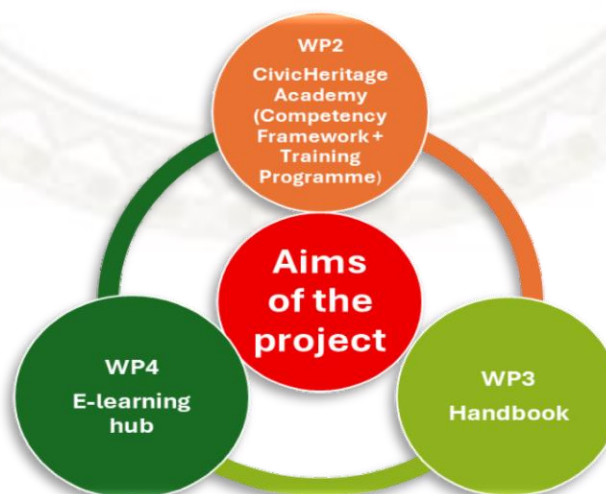 WP2
CivicHeritage
Academy
(Competency
Framework +
Training
Programme)
Aims
of the
project
WP4
E-learning
hub
WP3
Handbook